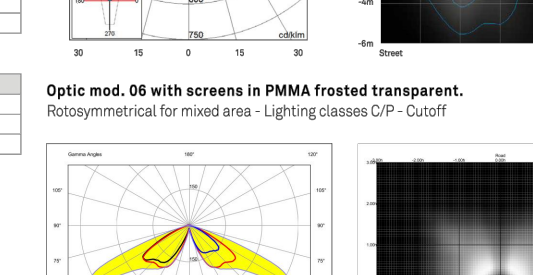 180
270
600
750
cd/klm
30 15 0 15 30
-4m
-6m
Street
Optic mod. 06 with screens in PMMA frosted transparent.
Rotosymmetrical for mixed area - Lighting classes C/P - Cutoff
Gamma Angles 180° 120°
105° 150 105°
90° 90°
75° 150 75°
Road
3.00m -2.00m -1.00m 0.00m
2.00m
1.00m